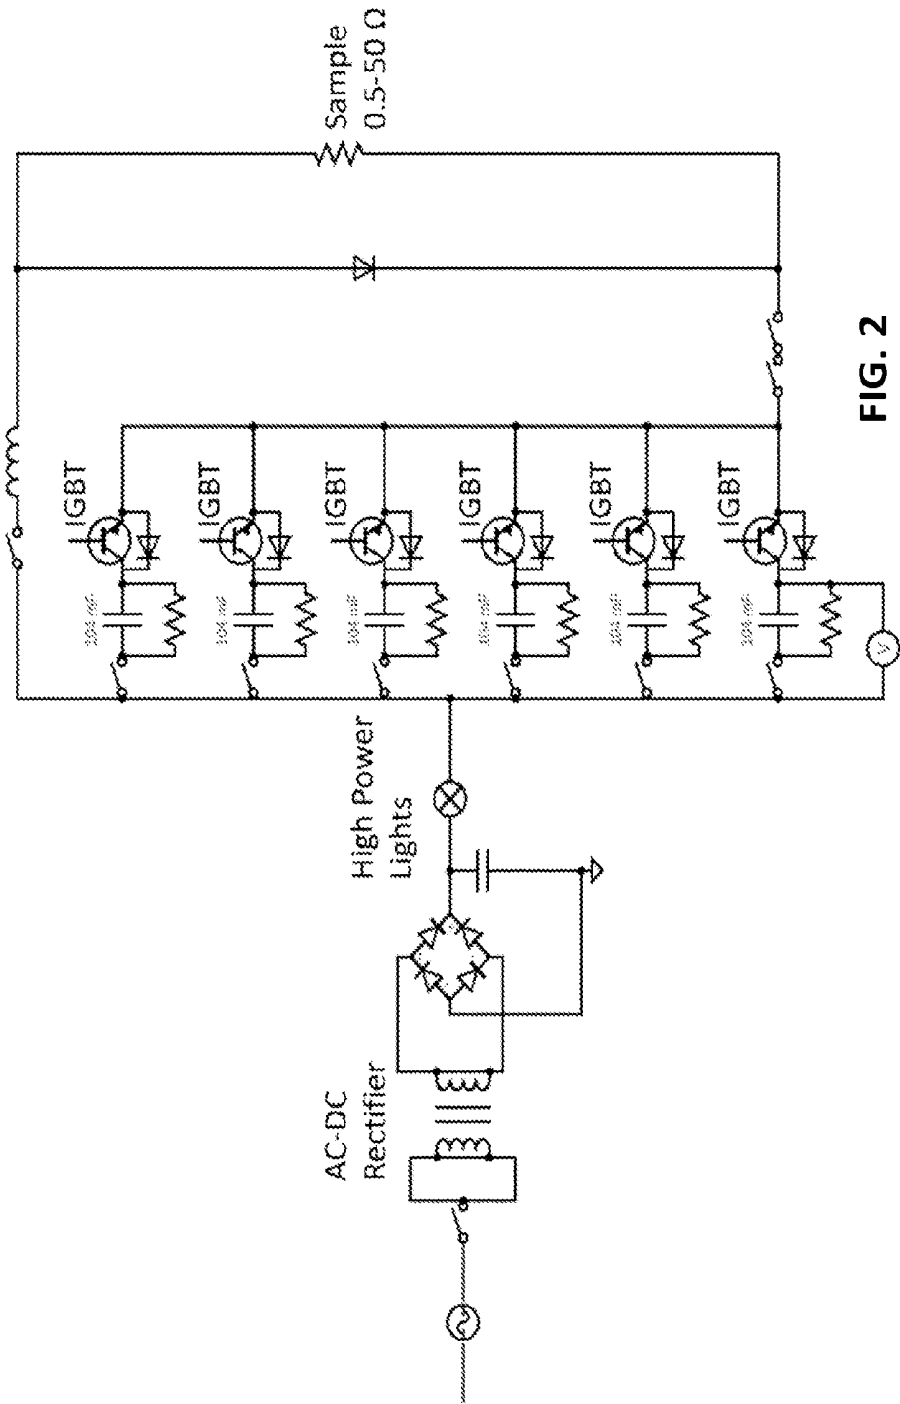 AC-DC
Rectifier
High Power
Lights
IGBT
IGBT
IGBT
IGBT
IGBT
IGBT
V
Sample
0.5-50 Ω
FIG. 2